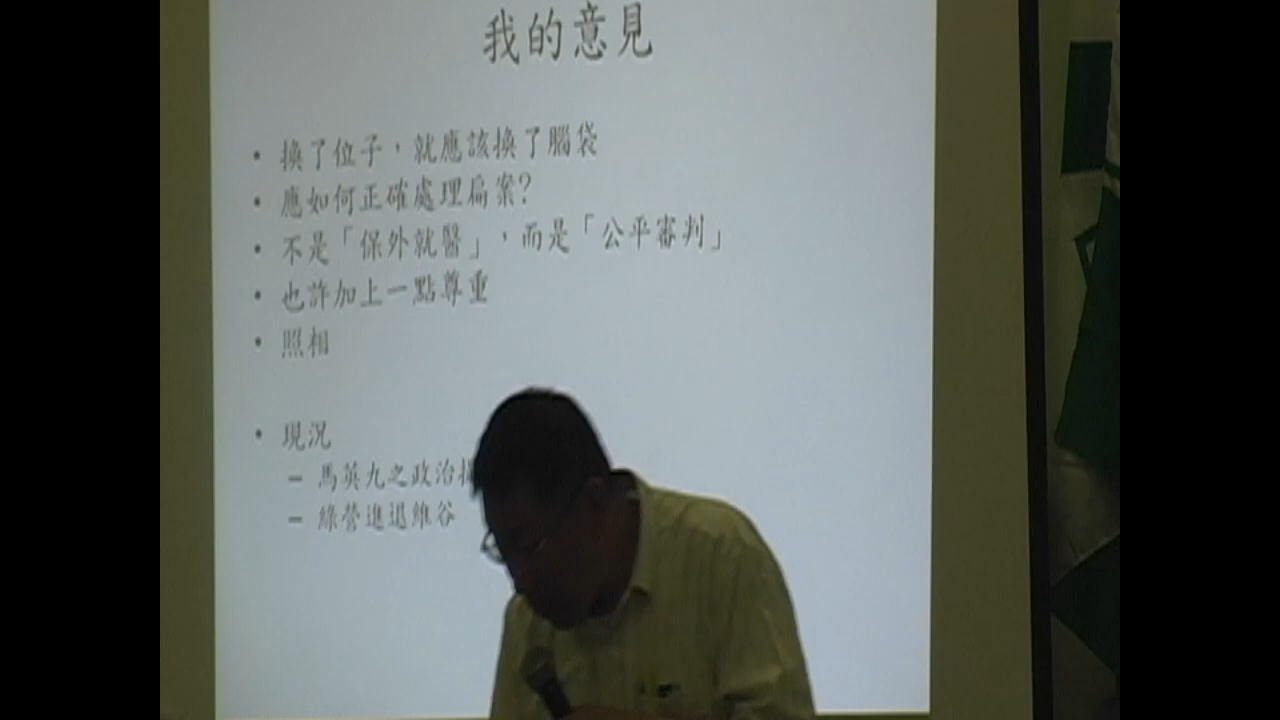 我的意見
• 換了位子，就應該換了腦袋
• 應如何正確處理扁案？
• 不是「保外就醫」，而是「公平審判」
• 也許加上一點尊重
• 照相
• 現況
– 馬英九之政治
– 綠營進退維谷